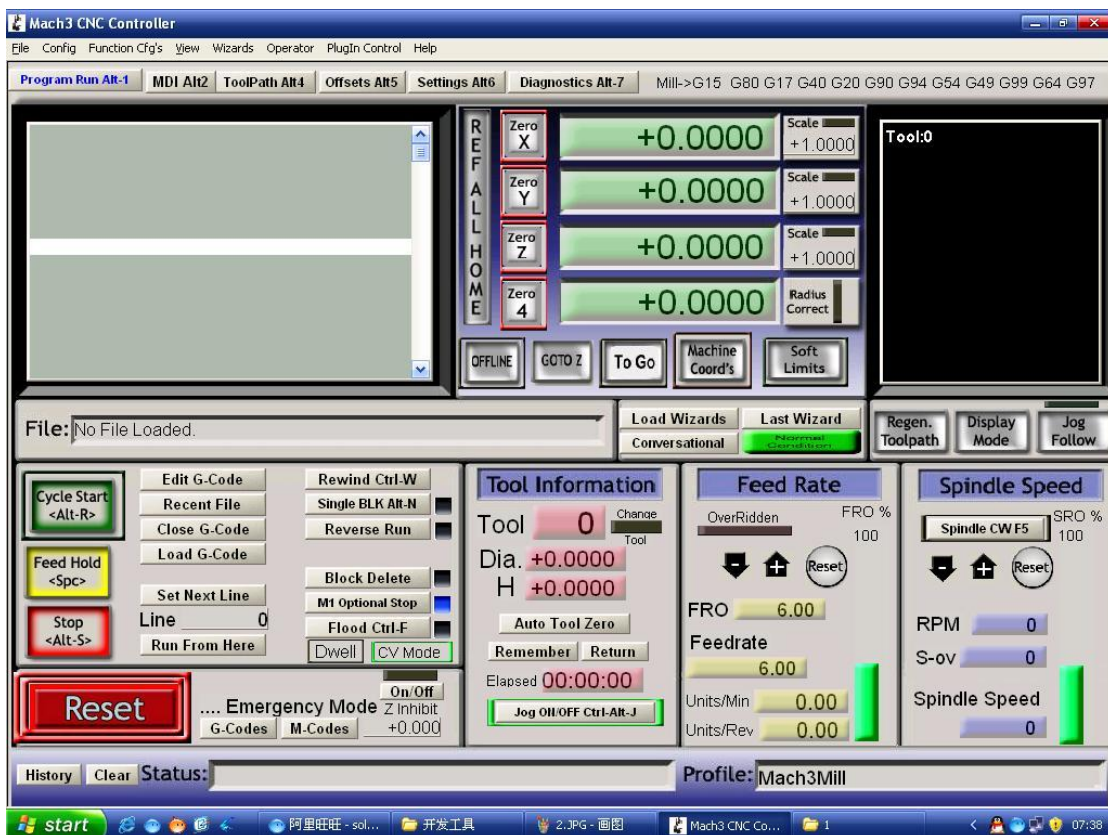 Mach3 CNC Controller
File Config Function Cfg's View Wizards Operator PlugIn Control Help
Program Run Alt-1 MDI Alt2 ToolPath Alt4 Offsets Alt5 Settings Alt6 Diagnostics Alt-7 Mill->G15 G80 G17 G40 G20 G90 G94 G54 G49 G99 G64 G97
REF ALL HOME
Zero X +0.0000 Scale +1.0000
Zero Y +0.0000 Scale +1.0000
Zero Z +0.0000 Scale +1.0000
Zero 4 +0.0000 Radius Correct
OFFLINE GOTO Z To Go Machine Coord's Soft Limits
Tool:0
File: No File Loaded.
Load Wizards Last Wizard
Conversational Normal Condition
Regen. Toolpath Display Mode Jog Follow
Cycle Start <Alt-R>
Feed Hold <Spc>
Stop <Alt-S>
Edit G-Code
Recent File
Close G-Code
Load G-Code
Set Next Line
Line 0
Run From Here
Rewind Ctrl-W
Single BLK Alt-N
Reverse Run
Block Delete
M1 Optional Stop
Flood Ctrl-F
Dwell CV Mode
Reset
.... Emergency Mode
G-Codes M-Codes
On/Off
Z Inhibit
+0.000
Tool Information
Tool 0 Change Tool
Dia. +0.0000
H +0.0000
Auto Tool Zero
Remember Return
Elapsed 00:00:00
Jog ON/OFF Ctrl-Alt-J
Feed Rate
OverRidden FRO % 100
Reset
FRO 6.00
Feedrate
6.00
Units/Min 0.00
Units/Rev 0.00
Spindle Speed
Spindle CW F5 SRO % 100
Reset
RPM 0
S-ov 0
Spindle Speed
0
History Clear Status: Profile: Mach3Mill
start 阿里旺旺 - sol... 开发工具 2.JPG - 画图 Mach3 CNC Co... 1 07:38